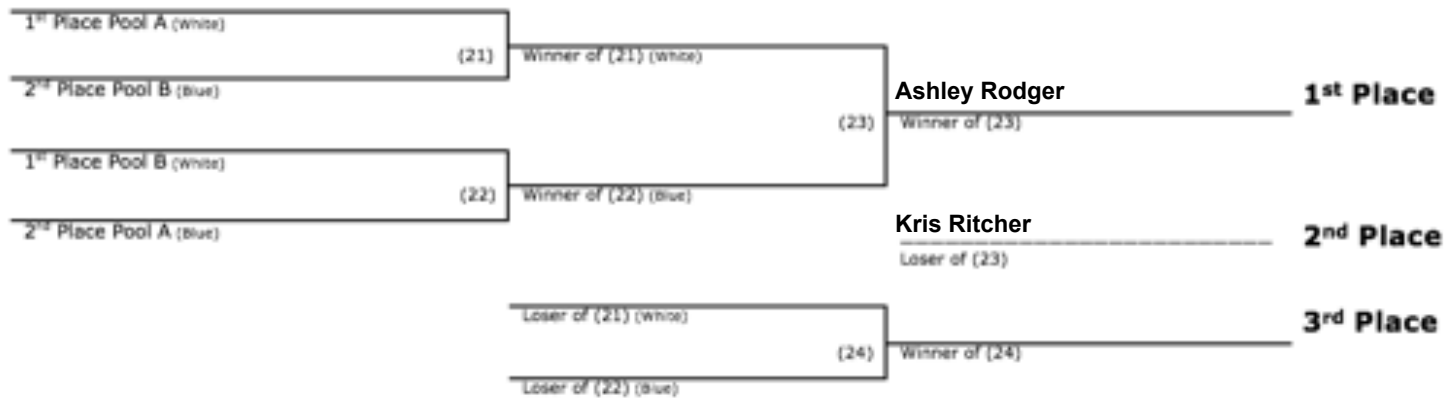 1st Place Pool A (White)
(21)
2nd Place Pool B (Blue)
Winner of (21) (White)
1st Place Pool B (White)
(22)
2nd Place Pool A (Blue)
Winner of (22) (Blue)
(23)
Ashley Rodger
Winner of (23)
1st Place
Kris Ritcher
Loser of (23)
2nd Place
Loser of (21) (White)
(24)
Loser of (22) (Blue)
Winner of (24)
3rd Place